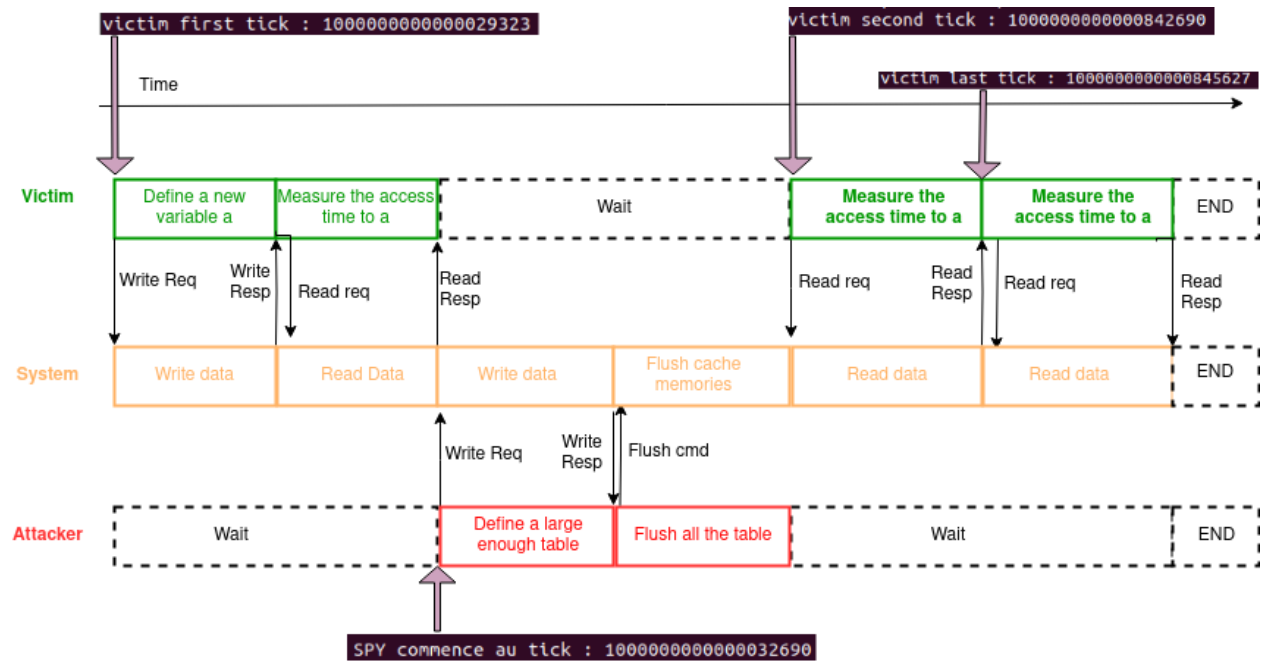 victim first tick : 1000000000000029323
victim second tick : 1000000000000842690
victim last tick : 1000000000000845627
Time
Victim
Define a new
variable a
Measure the access
time to a
Wait
Measure the
access time to a
Measure the
access time to a
END
Write Req
Write
Resp
Read req
Read
Resp
Read req
Read
Resp
Read req
Read
Resp
System
Write data
Read Data
Write data
Flush cache
memories
Read data
Read data
END
Write Req
Write
Resp
Flush cmd
Attacker
Wait
Define a large
enough table
Flush all the table
Wait
END
SPY commence au tick : 1000000000000032690